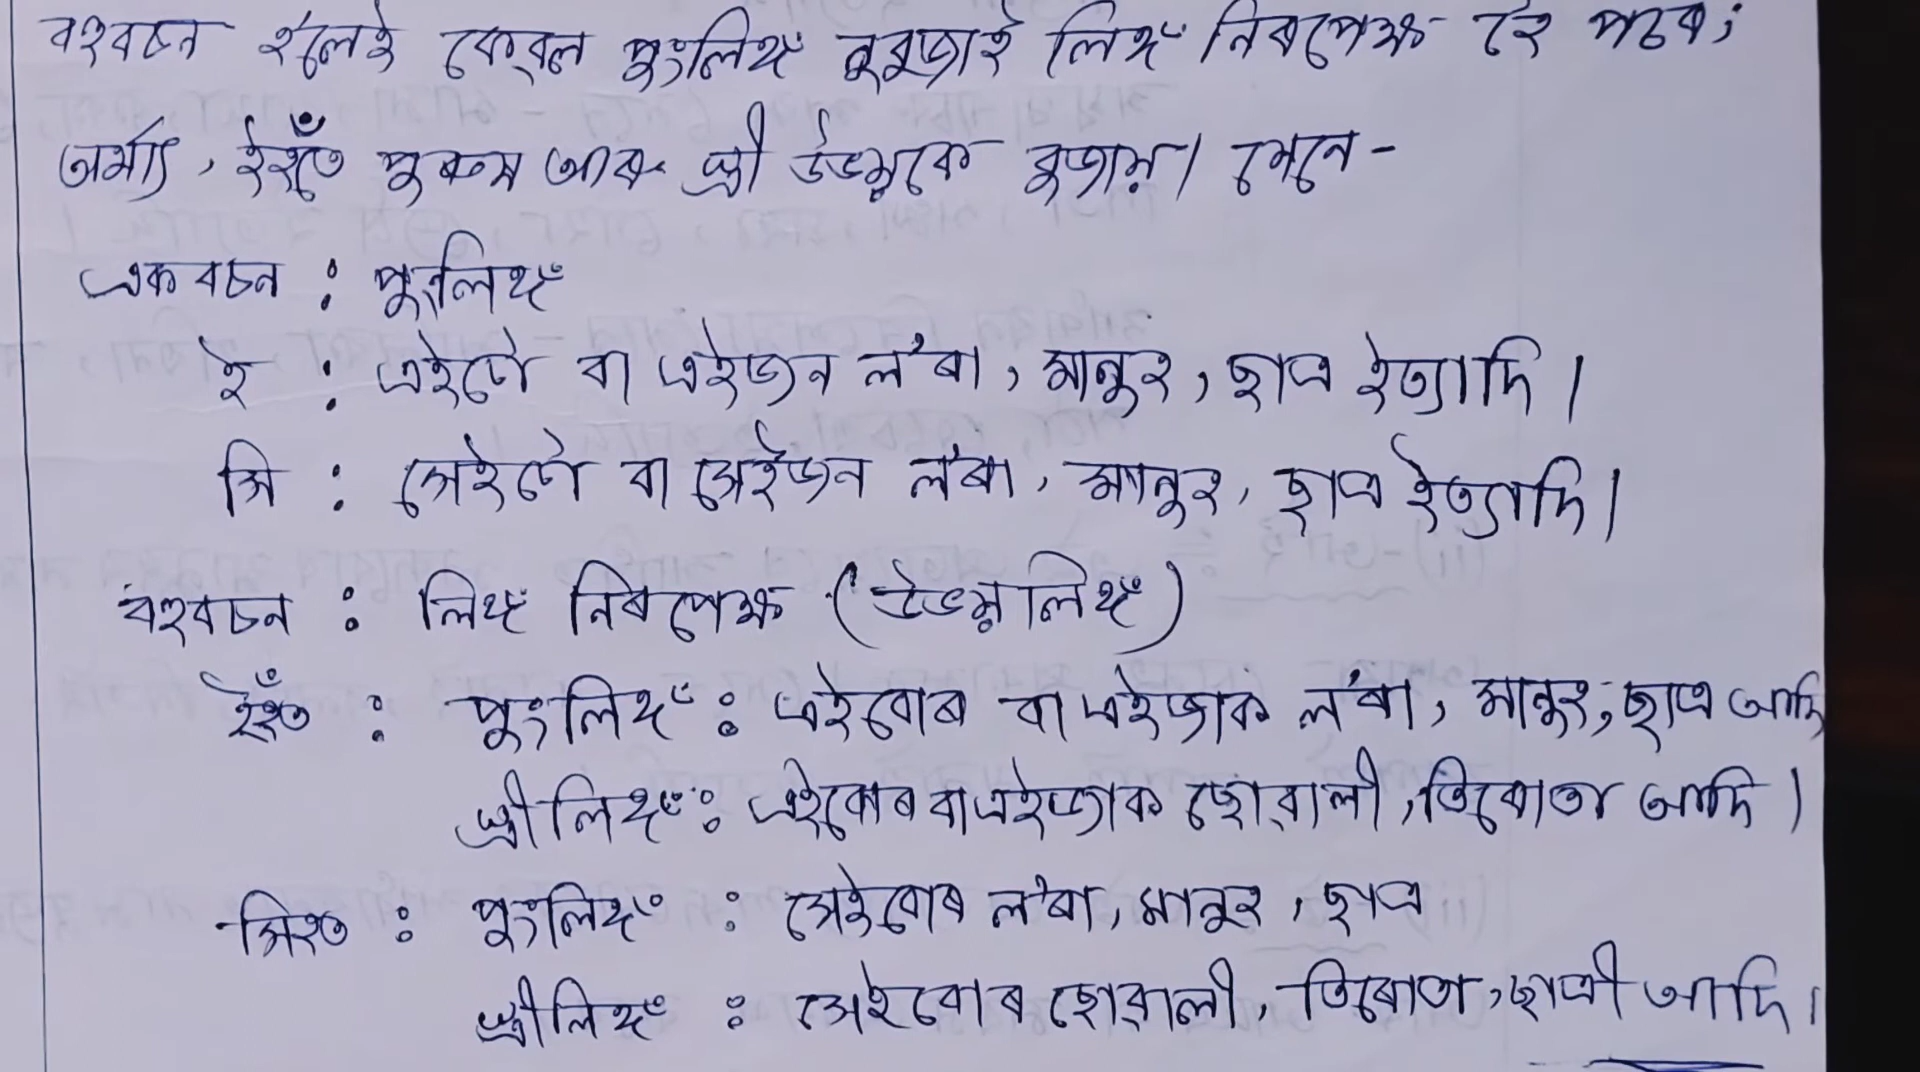 বহুবচন হ'লেই কেৱল পুংলিঙ্গ নুবুজাই লিঙ্গ নিৰপেক্ষ হৈ পৰে;
অৰ্থাৎ, ইহঁতে পুৰুষ আৰু স্ত্ৰী উভয়কে বুজায়। যেনে-
একবচন : পুংলিঙ্গ
ই : এইটো বা এইজন ল'ৰা, মানুহ, ছাত্ৰ ইত্যাদি।
সি : সেইটো বা সেইজন ল'ৰা, মানুহ, ছাত্ৰ ইত্যাদি।
বহুবচন : লিঙ্গ নিৰপেক্ষ (উভয়লিঙ্গ)
ইহঁত : পুংলিঙ্গ : এইবোৰ বা এইজাক ল'ৰা, মানুহ, ছাত্ৰ আদি
স্ত্ৰীলিঙ্গ : এইবোৰ বা এইজাক ছোৱালী, তিৰোতা আদি।
সিহত : পুংলিঙ্গ : সেইবোৰ ল'ৰা, মানুহ, ছাত্ৰ
স্ত্ৰীলিঙ্গ : সেইবোৰ ছোৱালী, তিৰোতা, ছাত্ৰী আদি।